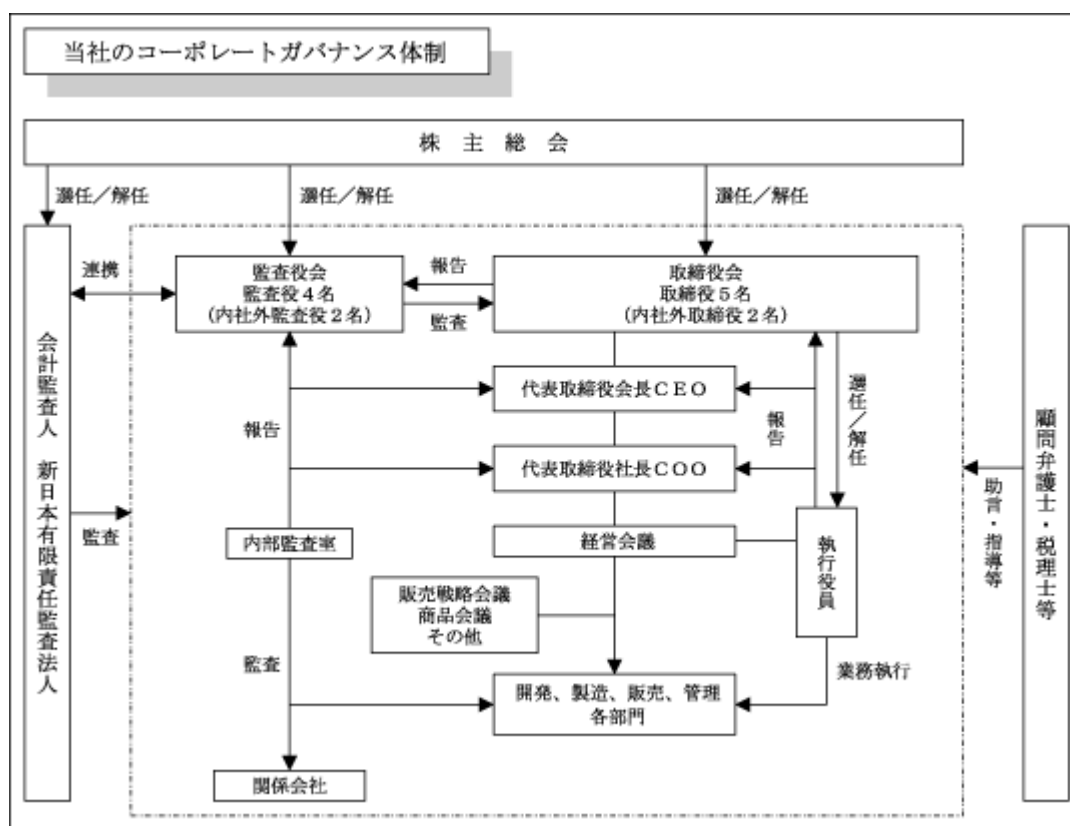 当社のコーポレートガバナンス体制
株主総会
選任／解任
選任／解任
選任／解任
連携
監査役会
監査役４名
(内社外監査役２名)
報告
監査
取締役会
取締役５名
(内社外取締役２名)
代表取締役会長ＣＥＯ
選任／解任
報告
報告
代表取締役社長ＣＯＯ
会計監査人　新日本有限責任監査法人
顧問弁護士・税理士等
助言・指導等
監査
内部監査室
経営会議
執行役員
販売戦略会議
商品会議
その他
監査
業務執行
開発、製造、販売、管理
各部門
関係会社